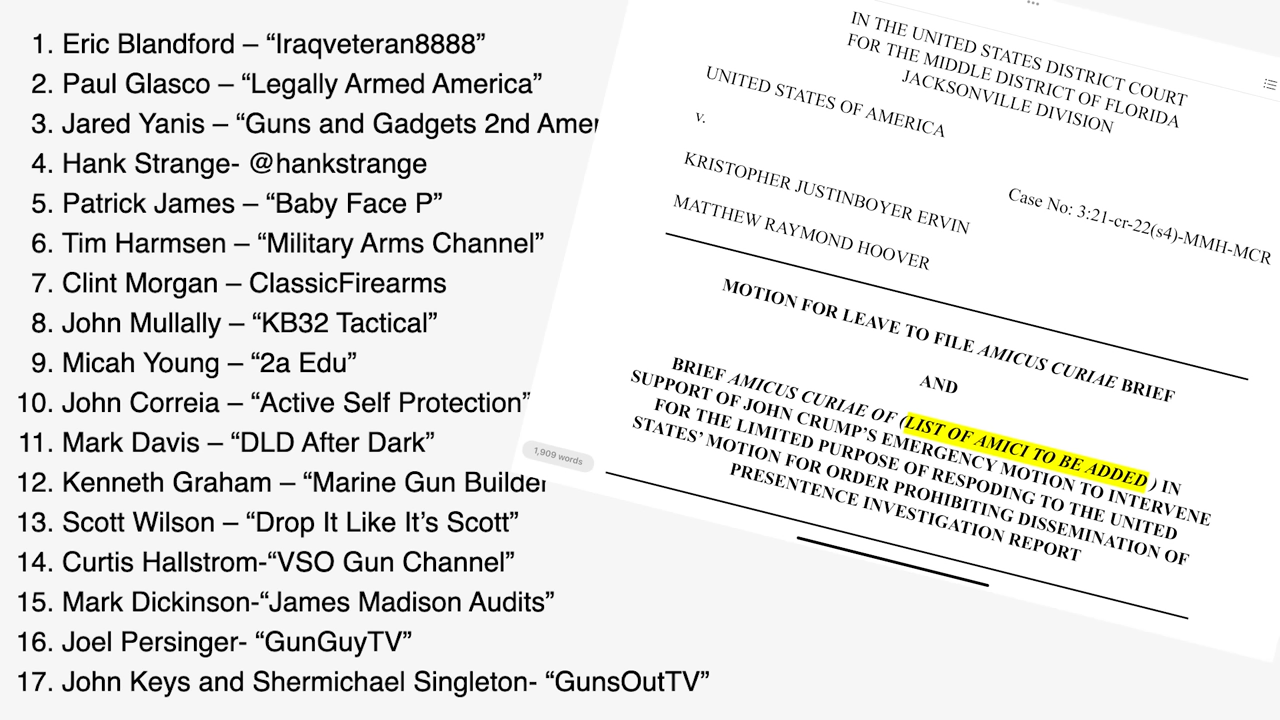 1. Eric Blandford – “Iraqveteran8888”
2. Paul Glasco – “Legally Armed America”
3. Jared Yanis – “Guns and Gadgets 2nd Amer
4. Hank Strange- @hankstrange
5. Patrick James – “Baby Face P”
6. Tim Harmsen – “Military Arms Channel”
7. Clint Morgan – ClassicFirearms
8. John Mullally – “KB32 Tactical”
9. Micah Young – “2a Edu”
10. John Correia – “Active Self Protection”
11. Mark Davis – “DLD After Dark”
12. Kenneth Graham – “Marine Gun Builder
13. Scott Wilson – “Drop It Like It’s Scott”
14. Curtis Hallstrom-“VSO Gun Channel”
15. Mark Dickinson-“James Madison Audits”
16. Joel Persinger- “GunGuyTV”
17. John Keys and Shermichael Singleton- “GunsOutTV”
IN THE UNITED STATES DISTRICT COURT
FOR THE MIDDLE DISTRICT OF FLORIDA
JACKSONVILLE DIVISION
UNITED STATES OF AMERICA
v.
Case No: 3:21-cr-22(s4)-MMH-MCR
KRISTOPHER JUSTINBOYER ERVIN
MATTHEW RAYMOND HOOVER
MOTION FOR LEAVE TO FILE AMICUS CURIAE BRIEF
AND
BRIEF AMICUS CURIAE OF (LIST OF AMICI TO BE ADDED) IN
SUPPORT OF JOHN CRUMP’S EMERGENCY MOTION TO INTERVENE
FOR THE LIMITED PURPOSE OF RESPODING TO THE UNITED
STATES’ MOTION FOR ORDER PROHIBITING DISSEMINATION OF
PRESENTENCE INVESTIGATION REPORT
1,909 words